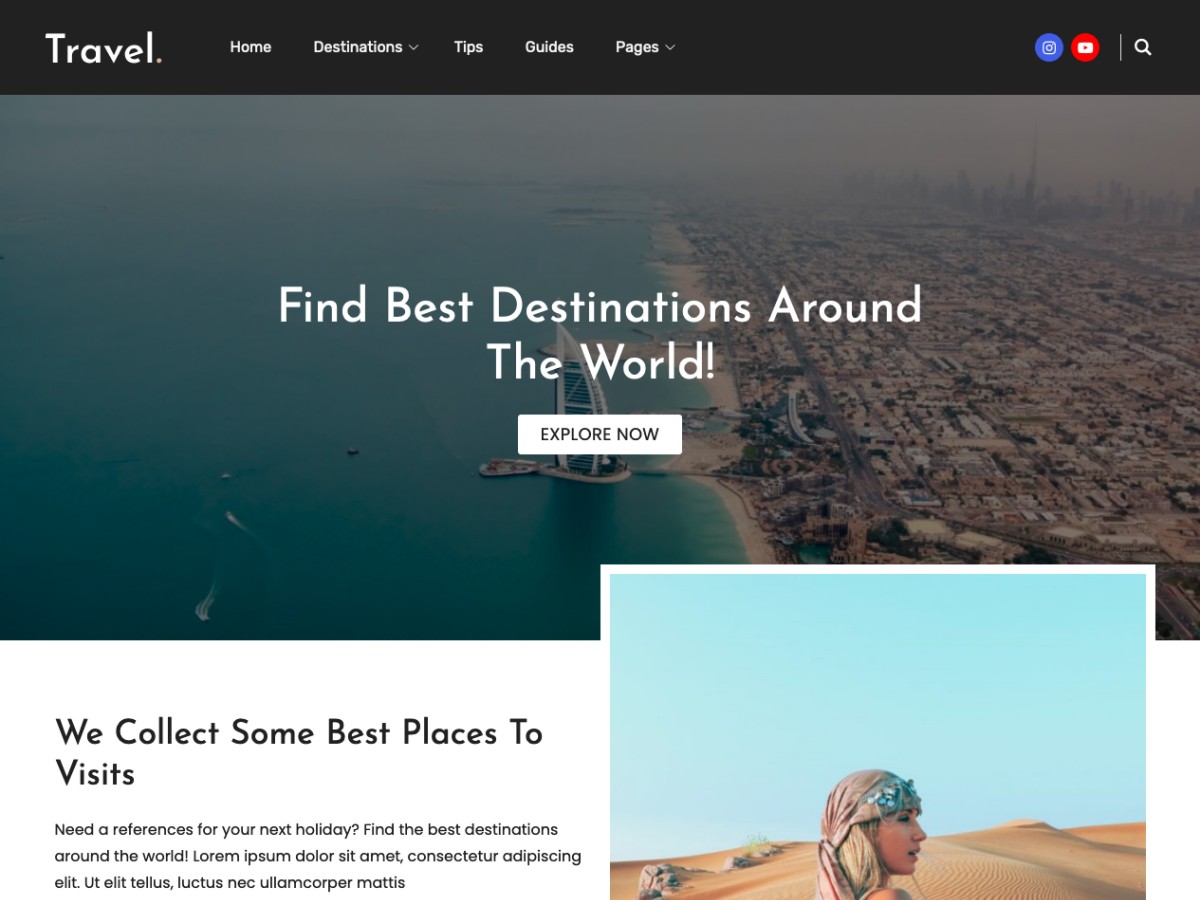 Travel.
Home Destinations Tips Guides Pages
Find Best Destinations Around
The World!
EXPLORE NOW
We Collect Some Best Places To
Visits
Need a references for your next holiday? Find the best destinations
around the world! Lorem ipsum dolor sit amet, consectetur adipiscing
elit. Ut elit tellus, luctus nec ullamcorper mattis